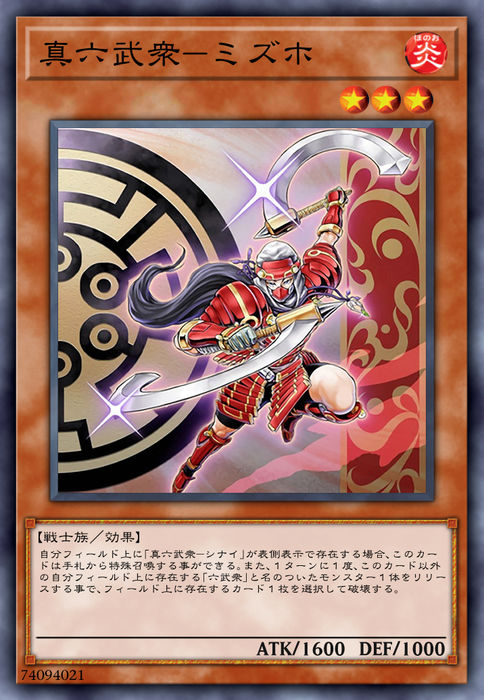 真六武衆－ミズホ
ほのお
炎
【戦士族／効果】
自分フィールド上に「真六武衆－シナイ」が表側表示で存在する場合、このカー
ドは手札から特殊召喚する事ができる。また、１ターンに１度、このカード以外
の自分フィールド上に存在する「六武衆」と名のついたモンスター１体をリリー
スする事で、フィールド上に存在するカード１枚を選択して破壊する。
ATK/1600 DEF/1000
74094021